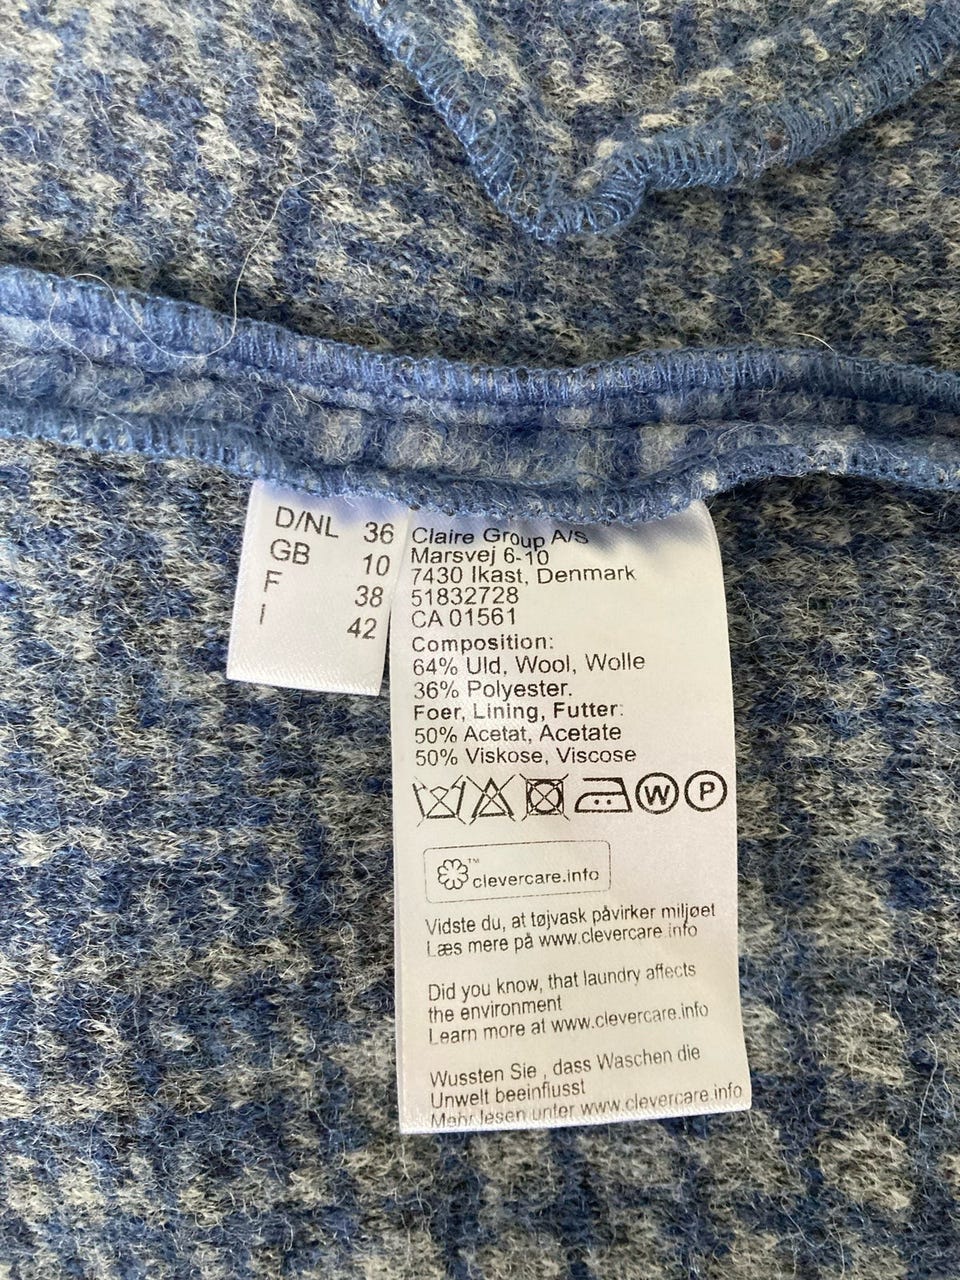 D/NL 36
GB 10
F 38
I 42
Claire Group A/S
Marsvej 6-10
7430 Ikast, Denmark
51832728
CA 01561
Composition:
64% Uld, Wool, Wolle
36% Polyester.
Foer, Lining, Futter:
50% Acetat, Acetate
50% Viskose, Viscose
W P
™
clevercare.info
Vidste du, at tøjvask påvirker miljøet
Læs mere på www.clevercare.info
Did you know, that laundry affects
the environment
Learn more at www.clevercare.info
Wussten Sie , dass Waschen die
Unwelt beeinflusst
Mehr lesen unter www.clevercare.info